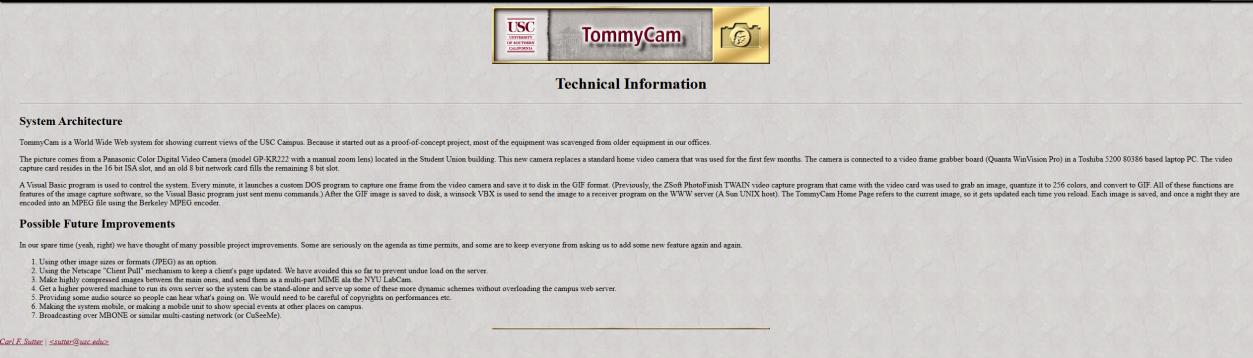 USC
UNIVERSITY
OF SOUTHERN
CALIFORNIA
TommyCam
Technical Information
System Architecture
TommyCam is a World Wide Web system for showing current views of the USC Campus. Because it started out as a proof-of-concept project, most of the equipment was scavenged from older equipment in our offices.
The picture comes from a Panasonic Color Digital Video Camera (model GP-KR222 with a manual zoom lens) located in the Student Union building. This new camera replaces a standard home video camera that was used for the first few months. The camera is connected to a video frame grabber board (Quanta WinVision Pro) in a Toshiba 5200 80386 based laptop PC. The video
capture card resides in the 16 bit ISA slot, and an old 8 bit network card fills the remaining 8 bit slot.
A Visual Basic program is used to control the system. Every minute, it launches a custom DOS program to capture one frame from the video camera and save it to disk in the GIF format. (Previously, the ZSoft PhotoFinish TWAIN video capture program that came with the video card was used to grab an image, quantize it to 256 colors, and convert to GIF. All of these functions are
features of the image capture software, so the Visual Basic program just sent menu commands.) After the GIF image is saved to disk, a winsock VBX is used to send the image to a receiver program on the WWW server (A Sun UNIX host). The TommyCam Home Page refers to the current image, so it gets updated each time you reload. Each image is saved, and once a night they are
encoded into an MPEG file using the Berkeley MPEG encoder.
Possible Future Improvements
In our spare time (yeah, right) we have thought of many possible project improvements. Some are seriously on the agenda as time permits, and some are to keep everyone from asking us to add some new feature again and again.
1. Using other image sizes or formats (JPEG) as an option.
2. Using the Netscape "Client Pull" mechanism to keep a client's page updated. We have avoided this so far to prevent undue load on the server.
3. Make highly compressed images between the main ones, and send them as a multi-part MIME ala the NYU LabCam.
4. Get a higher powered machine to run its own server so the system can be stand-alone and serve up some of these more dynamic schemes without overloading the campus web server.
5. Providing some audio source so people can hear what's going on. We would need to be careful of copyrights on performances etc.
6. Making the system mobile, or making a mobile unit to show special events at other places on campus.
7. Broadcasting over MBONE or similar multi-casting network (or CuSeeMe).
Carl F. Sutter | <sutter@usc.edu>